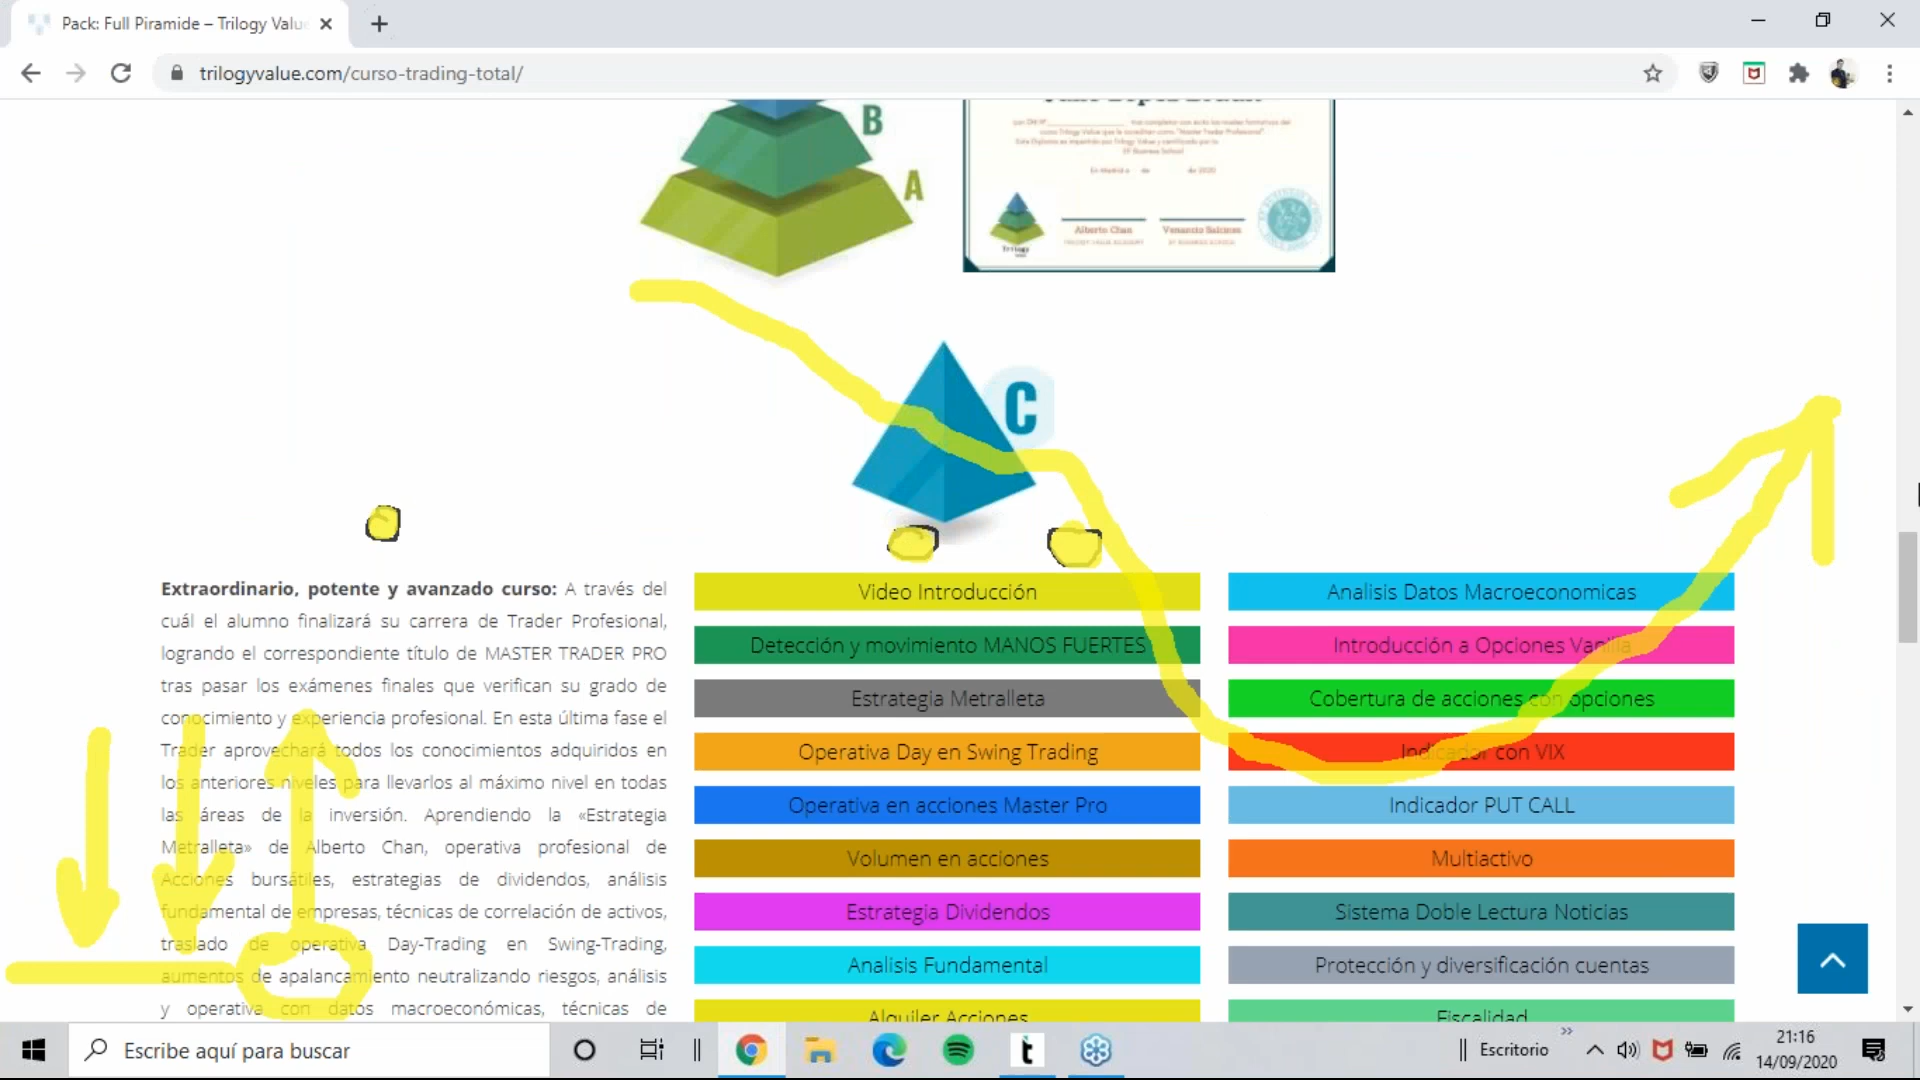 Pack: Full Piramide – Trilogy Valu
trilogyvalue.com/curso-trading-total/
B
A
de 2020
Alberto Chan
Trilogy
C
Extraordinario, potente y avanzado curso: A través del
cuál el alumno finalizará su carrera de Trader Profesional,
logrando el correspondiente título de MASTER TRADER PRO
tras pasar los exámenes finales que verifican su grado de
conocimiento y experiencia profesional. En esta última fase el
Trader aprovechará todos los conocimientos adquiridos en
los anteriores niveles para llevarlos al máximo nivel en todas
las áreas de la inversión. Aprendiendo la «Estrategia
Metralleta» de Alberto Chan, operativa profesional de
Acciones bursátiles, estrategias de dividendos, análisis
fundamental de empresas, técnicas de correlación de activos,
traslado de operativa Day-Trading en Swing-Trading,
aumentos de apalancamiento neutralizando riesgos, análisis
y operativa con datos macroeconómicas, técnicas de
Video Introducción
Detección y movimiento MANOS FUERTES
Estrategia Metralleta
Operativa Day en Swing Trading
Operativa en acciones Master Pro
Volumen en acciones
Estrategia Dividendos
Analisis Fundamental
Alquiler Acciones
Analisis Datos Macroeconomicas
Introducción a Opciones Vanilla
Cobertura de acciones con opciones
Indicador con VIX
Indicador PUT CALL
Multiactivo
Sistema Doble Lectura Noticias
Protección y diversificación cuentas
Fiscalidad
Escribe aquí para buscar
Escritorio
21:16
14/09/2020